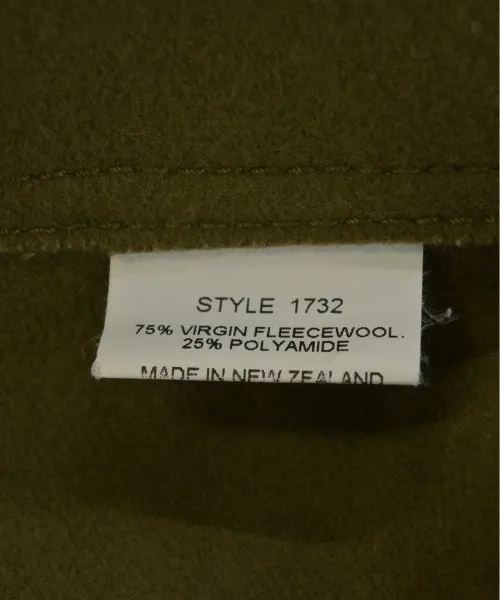 STYLE 1732
75% VIRGIN FLEECEWOOL.
25% POLYAMIDE
MADE IN NEW ZEALAND